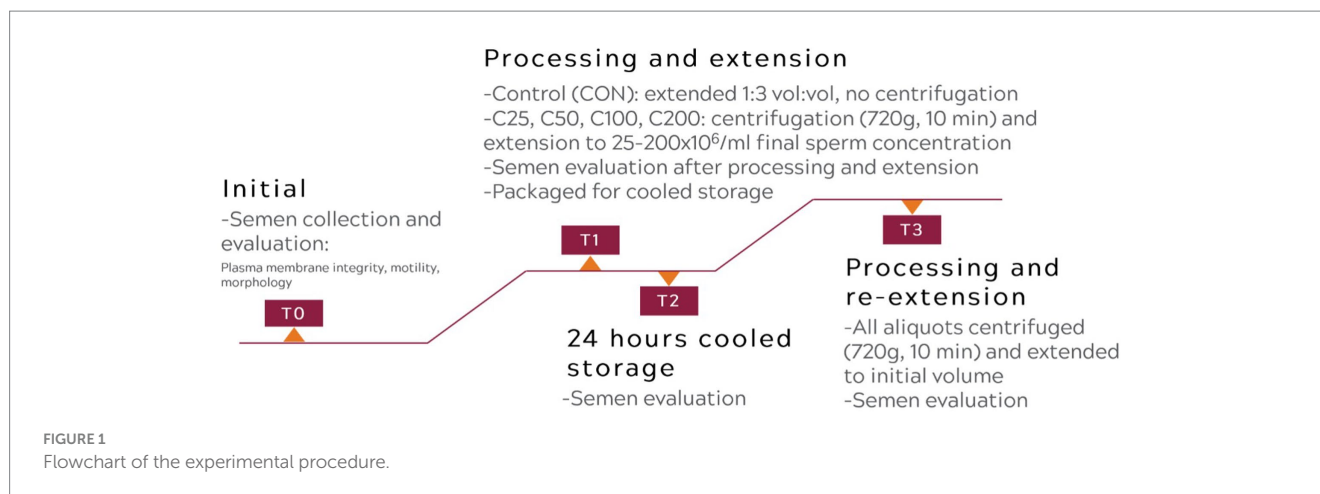 Processing and extension
-Control (CON): extended 1:3 vol:vol, no centrifugation
-C25, C50, C100, C200: centrifugation (720g, 10 min) and
extension to 25-200x10⁶/ml final sperm concentration
-Semen evaluation after processing and extension
-Packaged for cooled storage
Initial
-Semen collection and
evaluation:
Plasma membrane integrity, motility,
morphology
T0
T1
T2
24 hours cooled
storage
-Semen evaluation
T3
Processing and
re-extension
-All aliquots centrifuged
(720g, 10 min) and extended
to initial volume
-Semen evaluation
FIGURE 1
Flowchart of the experimental procedure.